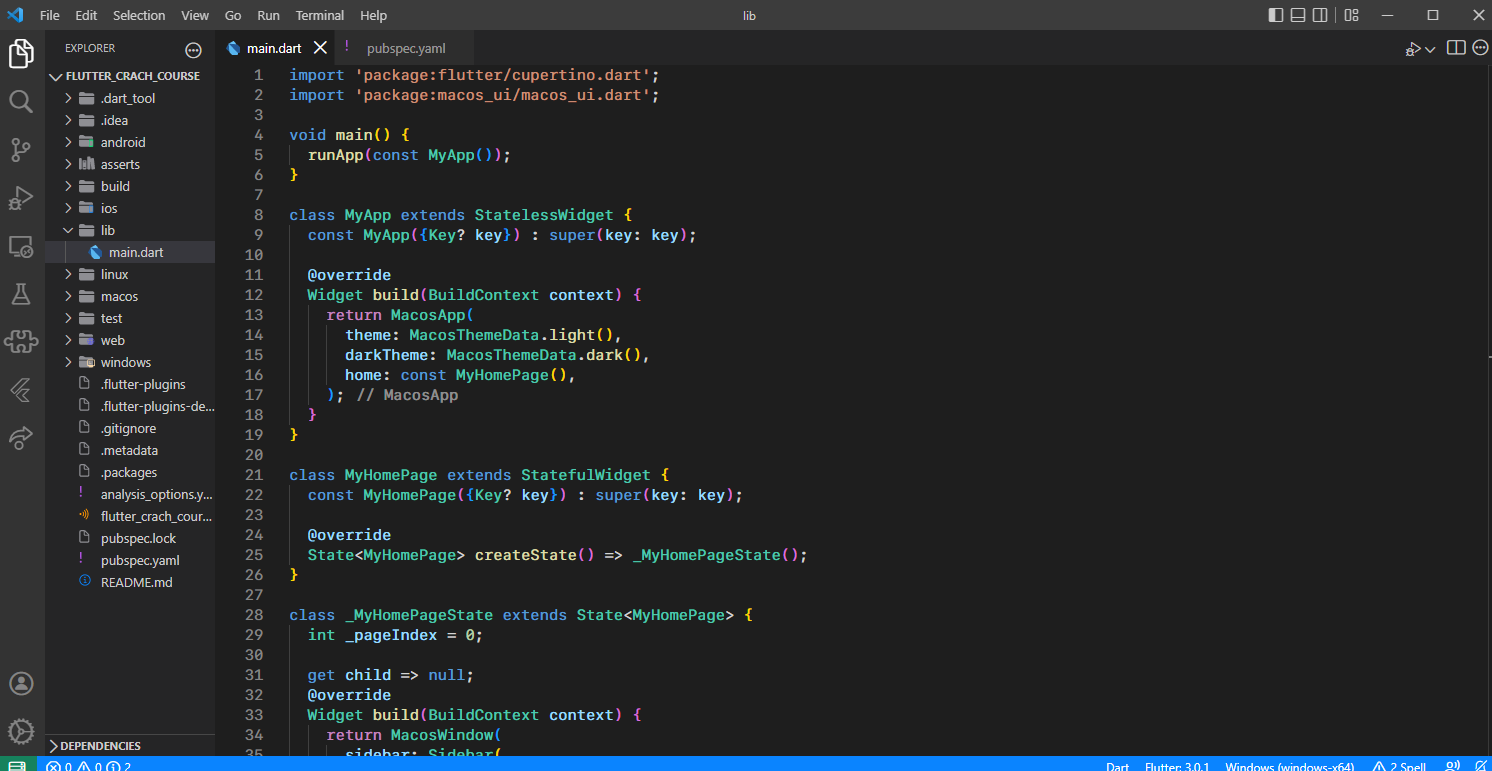 File Edit Selection View Go Run Terminal Help lib
EXPLORER
FLUTTER_CRACH_COURSE
.dart_tool
.idea
android
asserts
build
ios
lib
main.dart
linux
macos
test
web
windows
.flutter-plugins
.flutter-plugins-de...
.gitignore
.metadata
.packages
analysis_options.y...
flutter_crach_cour...
pubspec.lock
pubspec.yaml
README.md
DEPENDENCIES
main.dart ! pubspec.yaml
1 import 'package:flutter/cupertino.dart';
2 import 'package:macos_ui/macos_ui.dart';
3
4 void main() {
5 runApp(const MyApp());
6 }
7
8 class MyApp extends StatelessWidget {
9 const MyApp({Key? key}) : super(key: key);
10
11 @override
12 Widget build(BuildContext context) {
13 return MacosApp(
14 theme: MacosThemeData.light(),
15 darkTheme: MacosThemeData.dark(),
16 home: const MyHomePage(),
17 ); // MacosApp
18 }
19 }
20
21 class MyHomePage extends StatefulWidget {
22 const MyHomePage({Key? key}) : super(key: key);
23
24 @override
25 State<MyHomePage> createState() => _MyHomePageState();
26 }
27
28 class _MyHomePageState extends State<MyHomePage> {
29 int _pageIndex = 0;
30
31 get child => null;
32 @override
33 Widget build(BuildContext context) {
34 return MacosWindow(
35 sidebar: Sidebar(
0 0 2 Dart Flutter: 3.0.1 Windows (windows-x64) 2 Spell